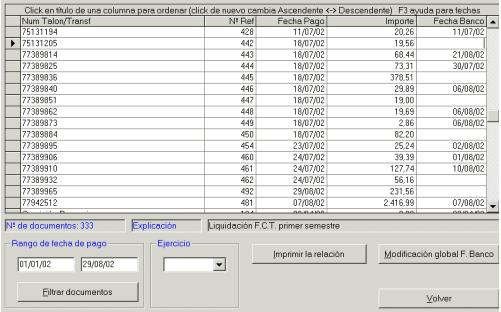 Click en título de una columna para ordenar (click de nuevo cambia Ascendente <-> Descendente) F3 ayuda para fechas
Num Talon/Transf Nº Ref Fecha Pago Importe Fecha Banco
75131194 428 11/07/02 20,26 11/07/02
75131205 442 18/07/02 19,56
77389814 443 18/07/02 68,44 21/08/02
77389825 444 18/07/02 73,31 30/07/02
77389836 445 18/07/02 378,51
77389840 446 18/07/02 29,89 06/08/02
77389851 447 18/07/02 19,00
77389862 448 18/07/02 19,69 06/08/02
77389873 449 18/07/02 2,86 06/08/02
77389884 450 18/07/02 82,20
77389895 454 23/07/02 25,24 02/08/02
77389906 460 24/07/02 39,39 01/08/02
77389910 461 24/07/02 127,74 10/08/02
77389932 462 24/07/02 56,16
77389965 492 29/08/02 231,56
77942512 481 07/08/02 2.416,99 07/08/02
Nº de documentos: 333 Explicación Liquidación F.C.T. primer semestre
Rango de fecha de pago Ejercicio
01/01/02 29/08/02
Imprimir la relación Modificación global F. Banco
Filtrar documentos
Volver